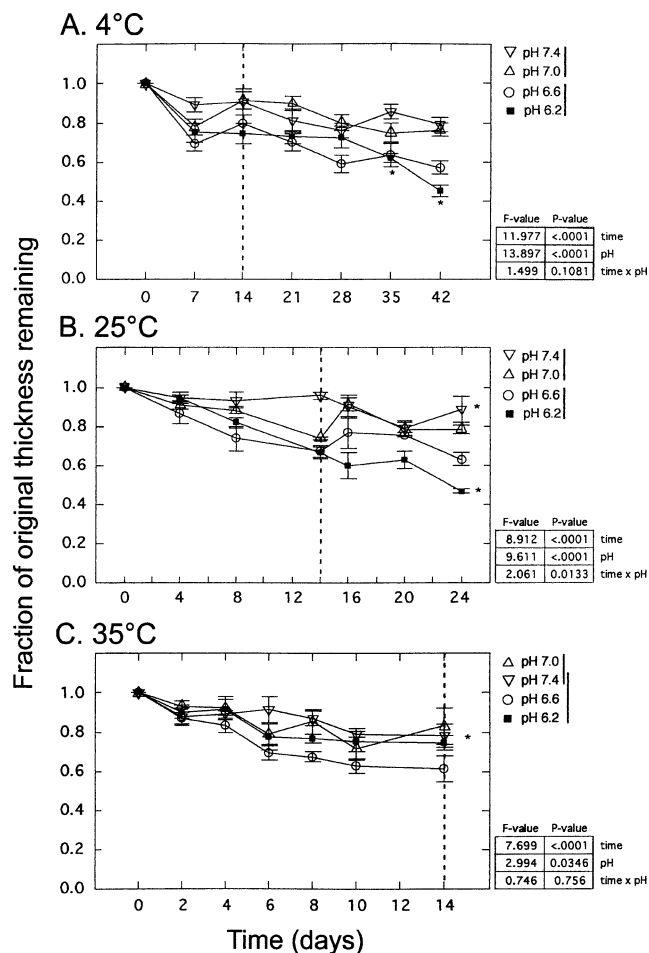 A. 4°C
▽ pH 7.4
△ pH 7.0
○ pH 6.6
■ pH 6.2
1.0
0.8
0.6
0.4
0.2
0.0
0 7 14 21 28 35 42
*
*
F-value P-value
11.977 <.0001 time
13.897 <.0001 pH
1.499 0.1081 time x pH
B. 25°C
▽ pH 7.4
△ pH 7.0
○ pH 6.6
■ pH 6.2
1.0
0.8
0.6
0.4
0.2
0.0
0 4 8 12 16 20 24
*
*
F-value P-value
8.912 <.0001 time
9.611 <.0001 pH
2.061 0.0133 time x pH
C. 35°C
△ pH 7.0
▽ pH 7.4
○ pH 6.6
■ pH 6.2
1.0
0.8
0.6
0.4
0.2
0.0
0 2 4 6 8 10 12 14
*
F-value P-value
7.699 <.0001 time
2.994 0.0346 pH
0.746 0.756 time x pH
Fraction of original thickness remaining
Time (days)